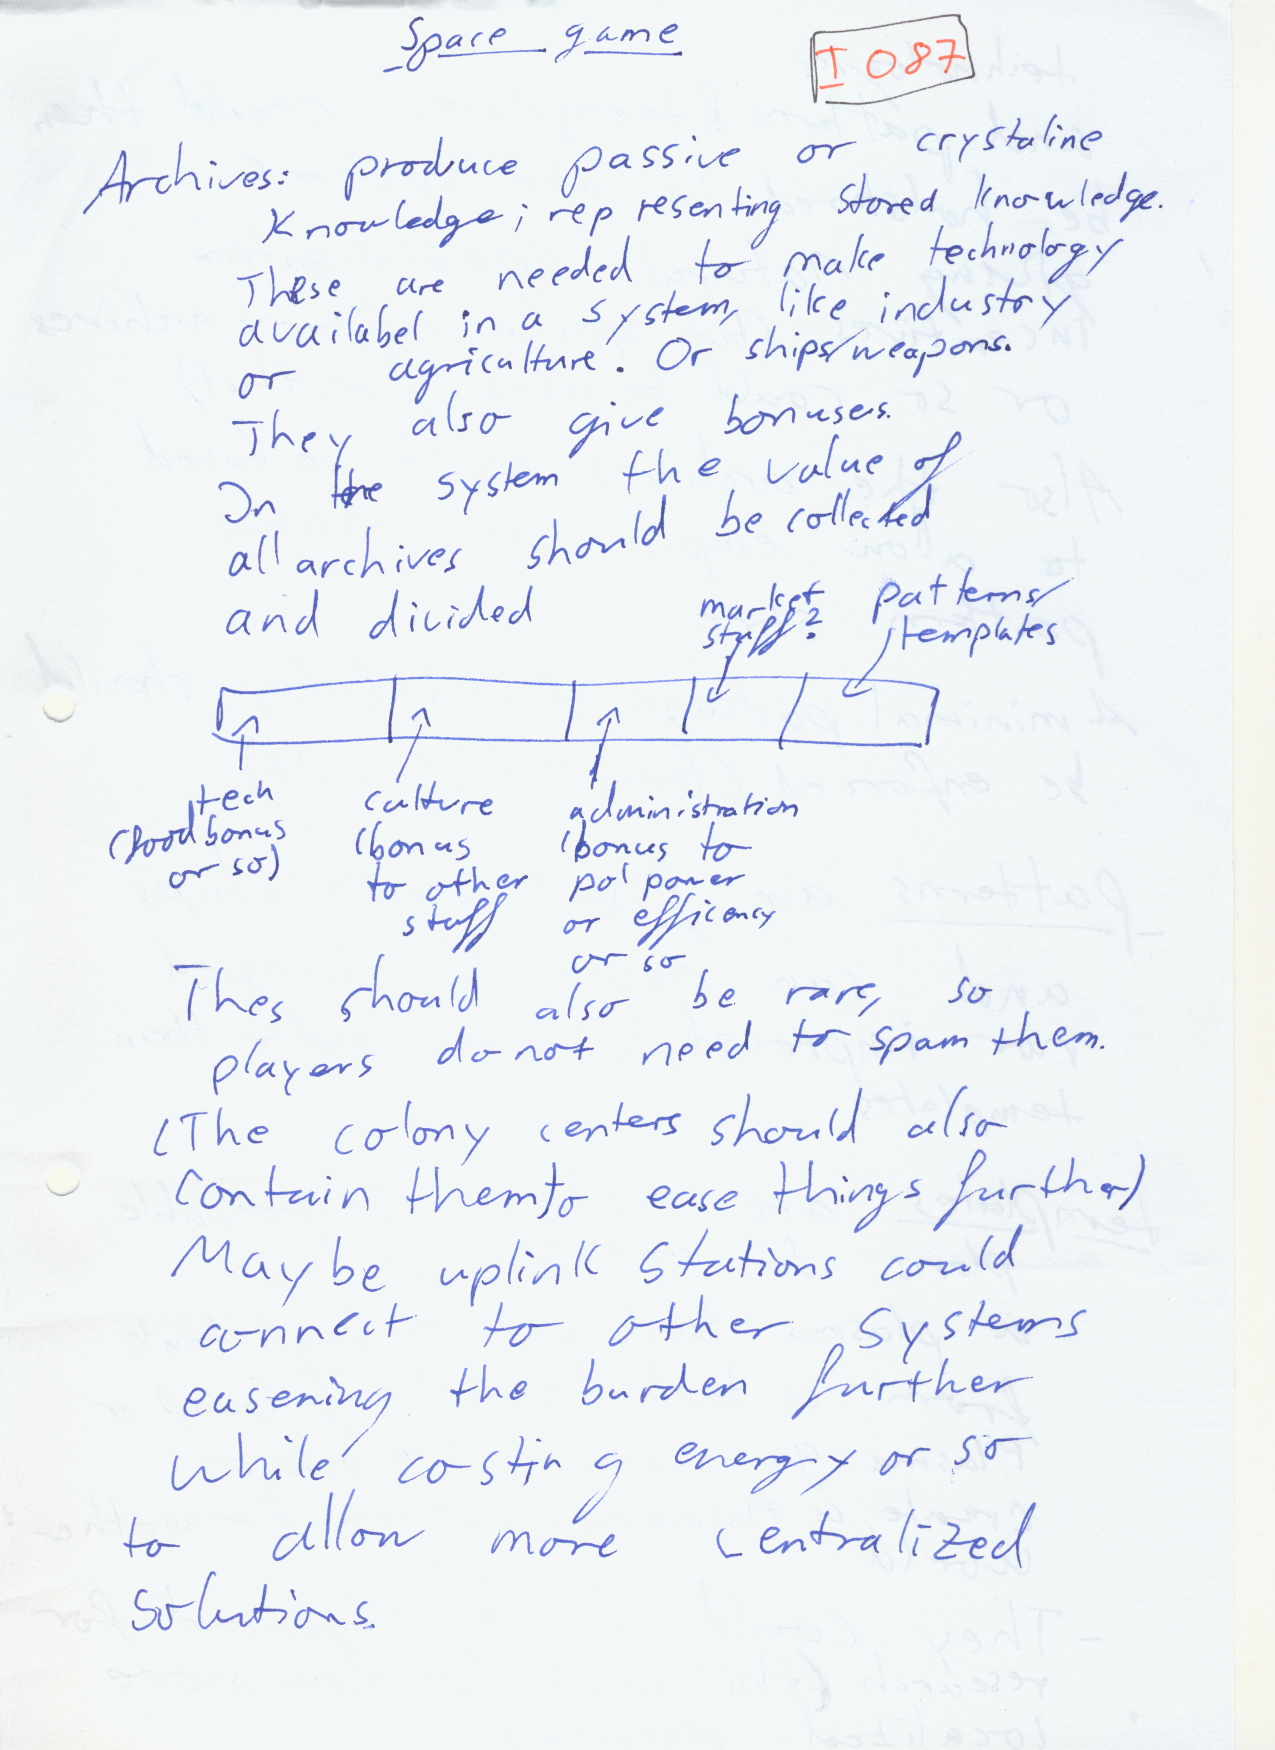 Space game
I 087
Archives: produce passive or crystaline
Knowledge; representing stored knowledge.
These are needed to make technology
availabel in a system, like industry
or agriculture. Or ships/weapons.
They also give bonuses.
In the system the value of
all archives should be collected
and divided
market
stuff?
patterns/
templates
tech
(food bonus
or so)
culture
(bonus
to other
stuff
administration
(bonus to
pol power
or efficency
or so
Thes should also be rare, so
players do not need to spam them.
(The colony centers should also
contain them to ease things further)
Maybe uplink stations could
connect to other systems
easening the burden further
while costing energy or so
to allow more centralized
solutions.